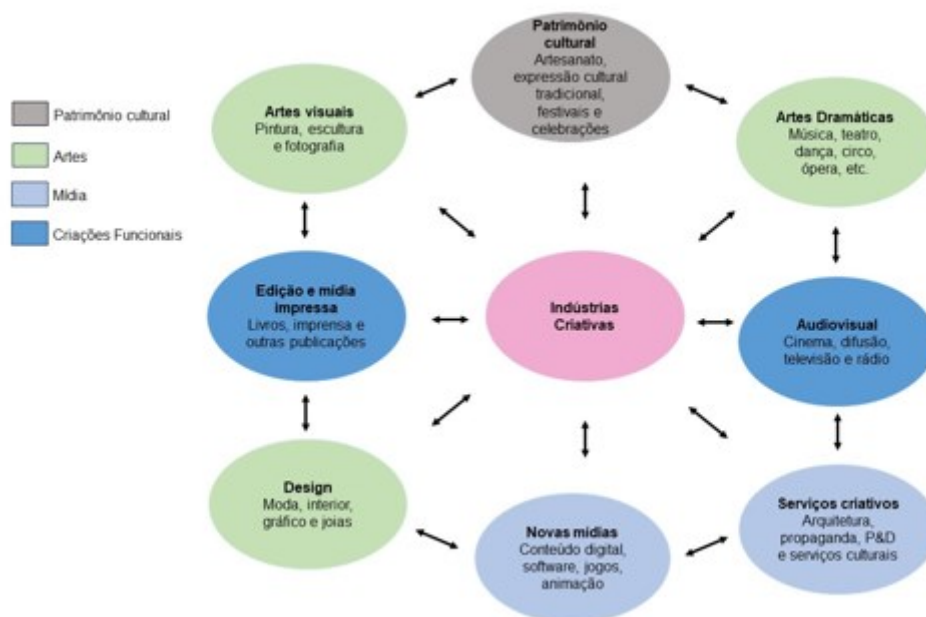 Patrimônio cultural
Artes
Mídia
Criações Funcionais
Patrimônio
cultural
Artesanato,
expressão cultural
tradicional,
festivais e
celebrações
Artes visuais
Pintura, escultura
e fotografia
Artes Dramáticas
Música, teatro,
dança, circo,
ópera, etc.
Edição e mídia
impressa
Livros, imprensa e
outras publicações
Indústrias
Criativas
Audiovisual
Cinema, difusão,
televisão e rádio
Design
Moda, interior,
gráfico e joias
Novas mídias
Conteúdo digital,
software, jogos,
animação
Serviços criativos
Arquitetura,
propaganda, P&D
e serviços culturais